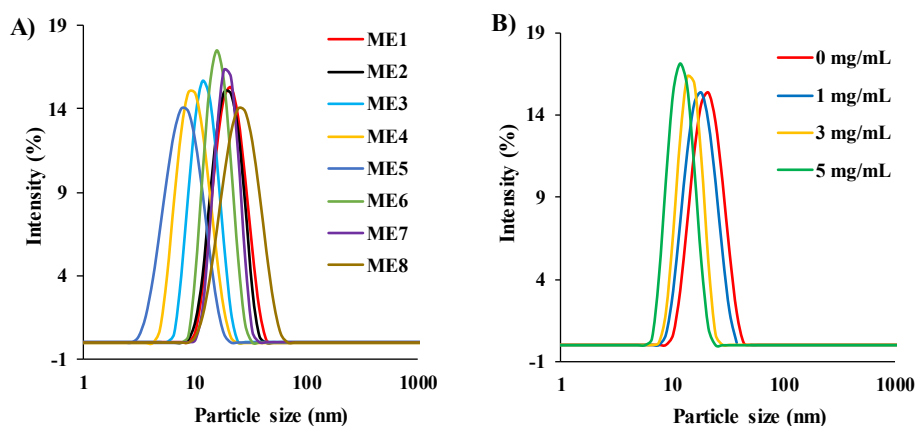 A)
19
14
9
4
-1
Intensity (%)
1
10
100
1000
Particle size (nm)
ME1
ME2
ME3
ME4
ME5
ME6
ME7
ME8
B)
19
14
9
4
-1
Intensity (%)
1
10
100
1000
Particle size (nm)
0 mg/mL
1 mg/mL
3 mg/mL
5 mg/mL